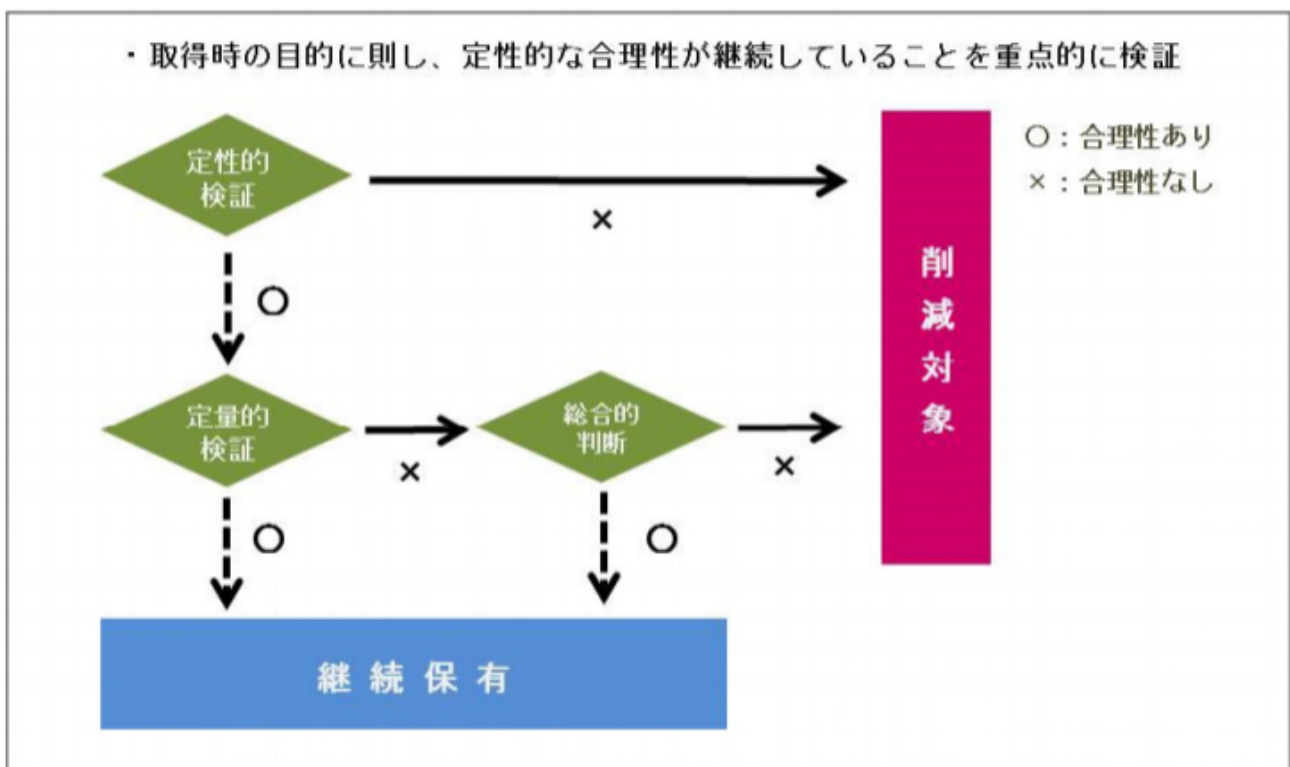 ・取得時の目的に則し、定性的な合理性が継続していることを重点的に検証
定性的
検証
×
〇：合理性あり
×：合理性なし
〇
削減対象
定量的
検証
×
総合的
判断
×
〇
〇
継続保有